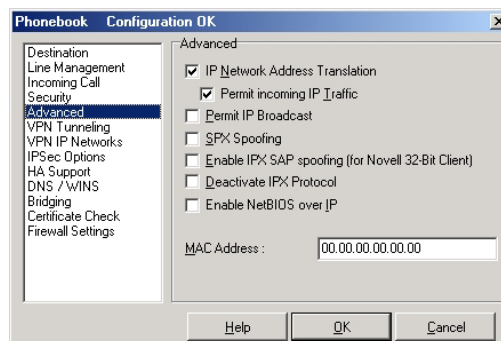 Phonebook Configuration OK
Destination
Line Management
Incoming Call
Security
Advanced
VPN Tunneling
VPN IP Networks
IPSec Options
HA Support
DNS / WINS
Bridging
Certificate Check
Firewall Settings
Advanced
IP Network Address Translation
Permit incoming IP Traffic
Permit IP Broadcast
SPX Spoofing
Enable IPX SAP spoofing (for Novell 32-Bit Client)
Deactivate IPX Protocol
Enable NetBIOS over IP
MAC Address : 00.00.00.00.00.00
Help OK Cancel